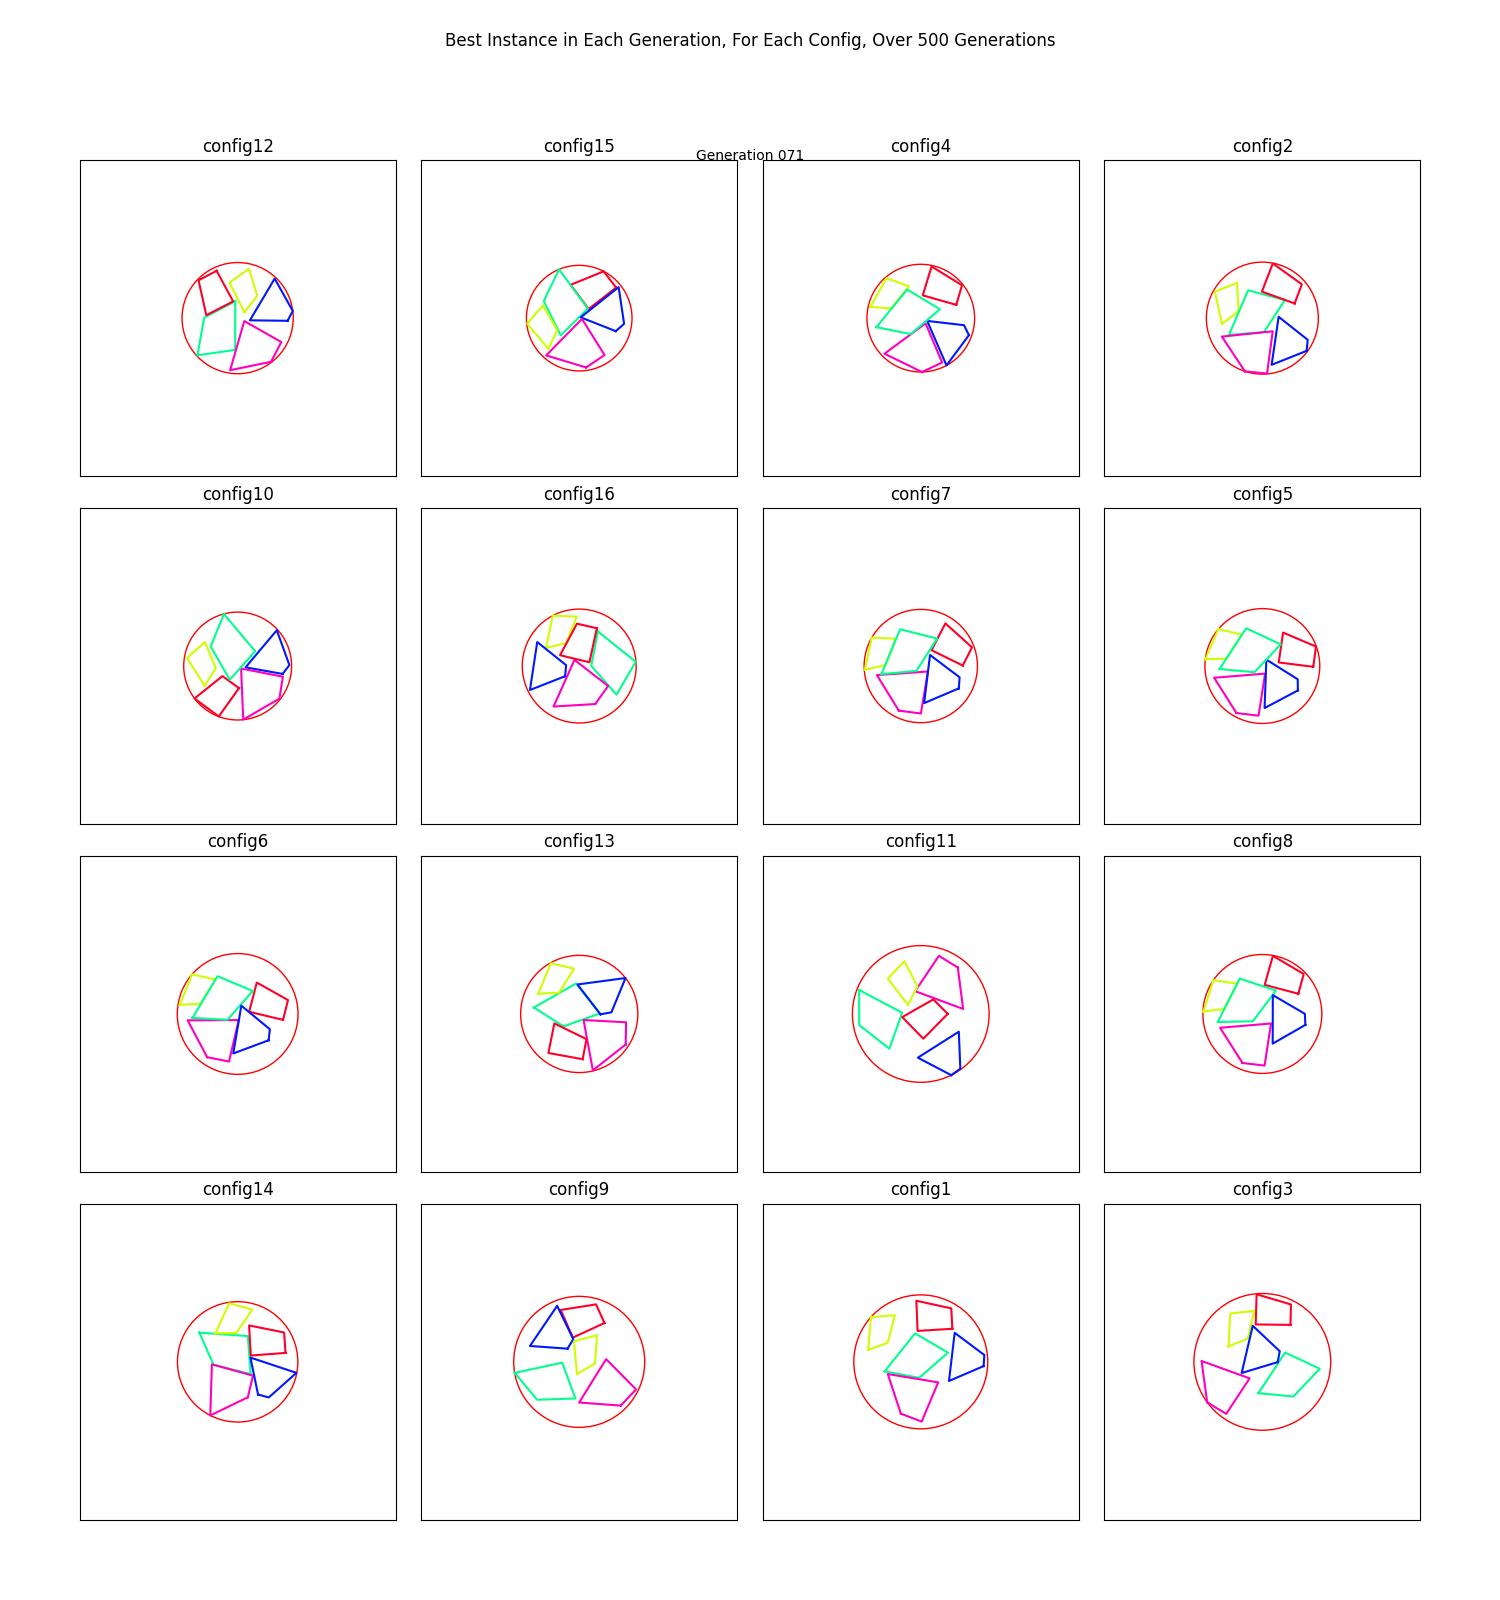 Best Instance in Each Generation, For Each Config, Over 500 Generations
Generation 071
config12
config15
config4
config2
config10
config16
config7
config5
config6
config13
config11
config8
config14
config9
config1
config3